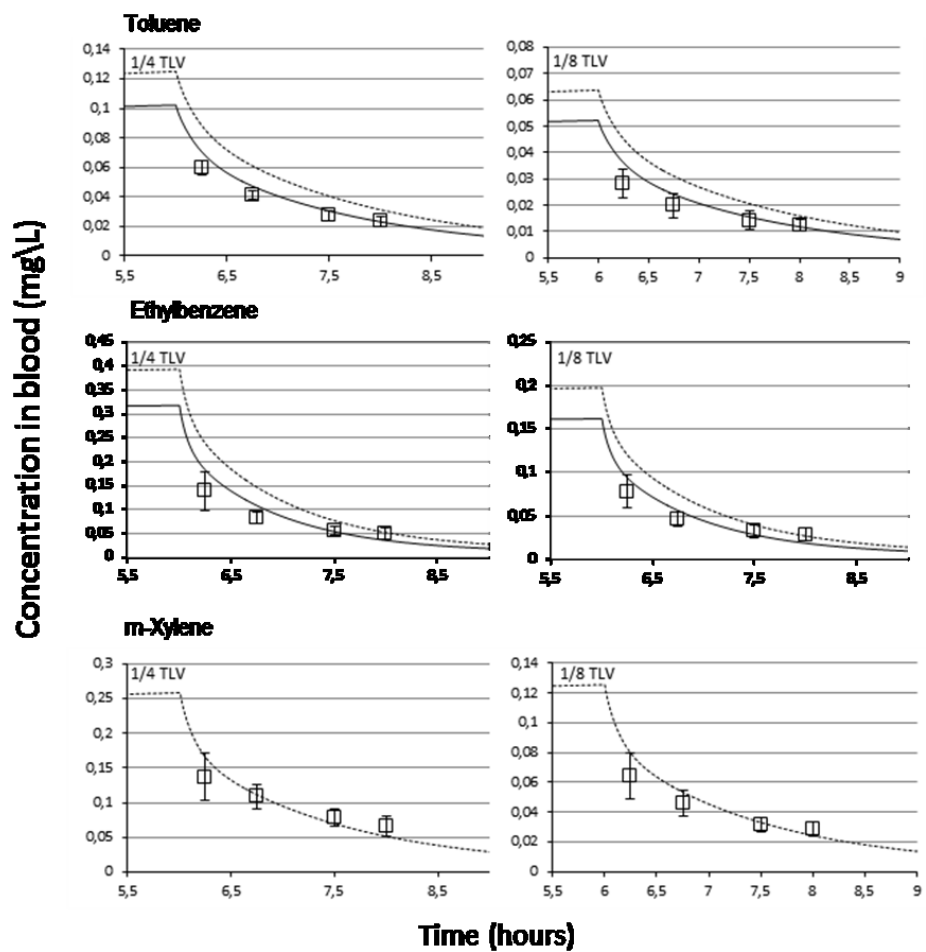 Toluene
1/4 TLV
0,14
0,12
0,1
0,08
0,06
0,04
0,02
0
5,5 6,5 7,5 8,5
1/8 TLV
0,08
0,07
0,06
0,05
0,04
0,03
0,02
0,01
0
5,5 6 6,5 7 7,5 8 8,5 9
Ethylbenzene
1/4 TLV
0,45
0,4
0,35
0,3
0,25
0,2
0,15
0,1
0,05
0
5,5 6,5 7,5 8,5
1/8 TLV
0,25
0,2
0,15
0,1
0,05
0
5,5 6,5 7,5 8,5
m-Xylene
1/4 TLV
0,3
0,25
0,2
0,15
0,1
0,05
0
5,5 6,5 7,5 8,5
1/8 TLV
0,14
0,12
0,1
0,08
0,06
0,04
0,02
0
5,5 6 6,5 7 7,5 8 8,5 9
Concentration in blood (mg\L)
Time (hours)